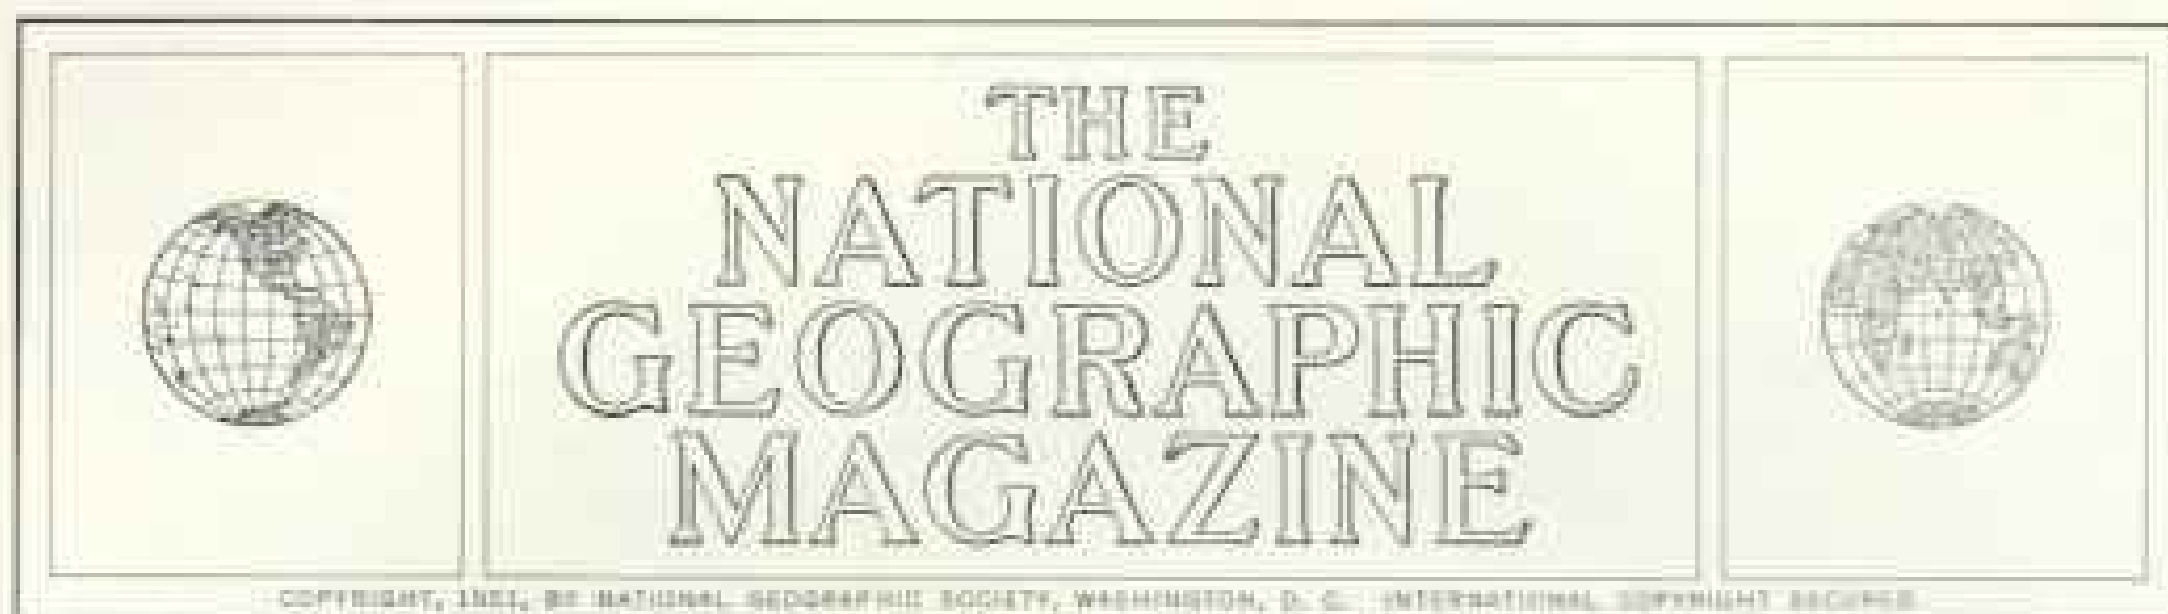 THE
NATIONAL
GEOGRAPHIC
MAGAZINE
COPYRIGHT, BY NATIONAL GEOGRAPHIC SOCIETY, WASHINGTON, D. C. INTERNATIONAL COPYRIGHT SECURED